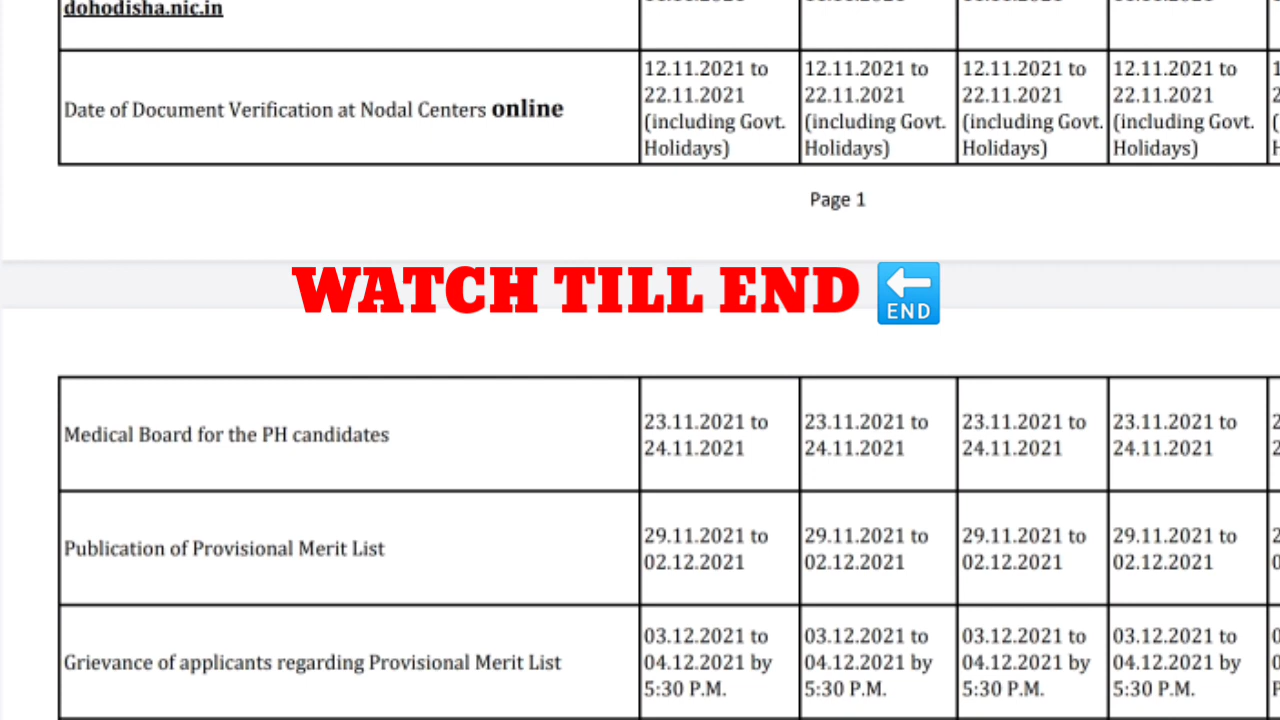 dohodisha.nic.in
Date of Document Verification at Nodal Centers online
12.11.2021 to
22.11.2021
(including Govt.
Holidays)
12.11.2021 to
22.11.2021
(including Govt.
Holidays)
12.11.2021 to
22.11.2021
(including Govt.
Holidays)
12.11.2021 to
22.11.2021
(including Govt.
Holidays)
Page 1
WATCH TILL END
END
Medical Board for the PH candidates
23.11.2021 to
24.11.2021
23.11.2021 to
24.11.2021
23.11.2021 to
24.11.2021
23.11.2021 to
24.11.2021
Publication of Provisional Merit List
29.11.2021 to
02.12.2021
29.11.2021 to
02.12.2021
29.11.2021 to
02.12.2021
29.11.2021 to
02.12.2021
Grievance of applicants regarding Provisional Merit List
03.12.2021 to
04.12.2021 by
5:30 P.M.
03.12.2021 to
04.12.2021 by
5:30 P.M.
03.12.2021 to
04.12.2021 by
5:30 P.M.
03.12.2021 to
04.12.2021 by
5:30 P.M.